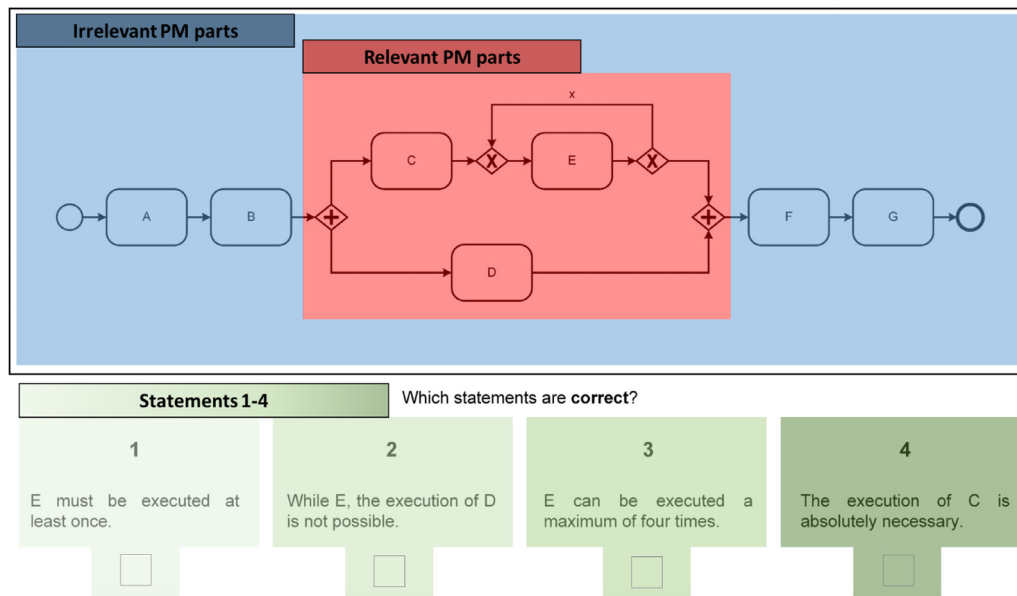 Irrelevant PM parts
Relevant PM parts
x
C
X
E
X
A
B
+
+
F
G
D
Statements 1-4
Which statements are correct?
1
2
3
4
E must be executed at
least once.
While E, the execution of D
is not possible.
E can be executed a
maximum of four times.
The execution of C is
absolutely necessary.